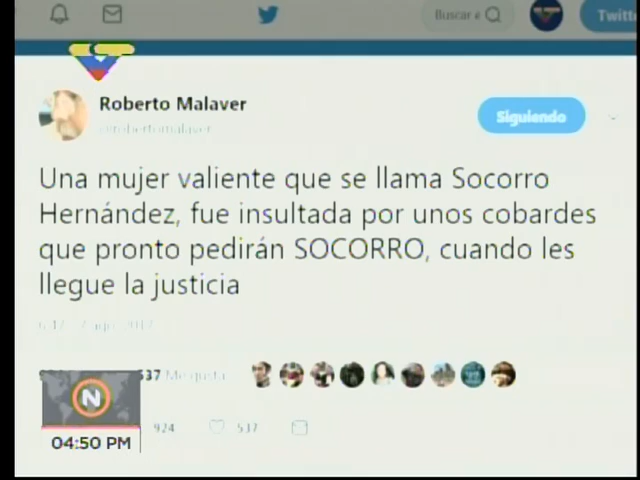 Buscar e
Roberto Malaver
@robertomalaver
Siguiendo
Una mujer valiente que se llama Socorro
Hernández, fue insultada por unos cobardes
que pronto pedirán SOCORRO, cuando les
llegue la justicia
537 Me gusta
N
924 537
04:50 PM